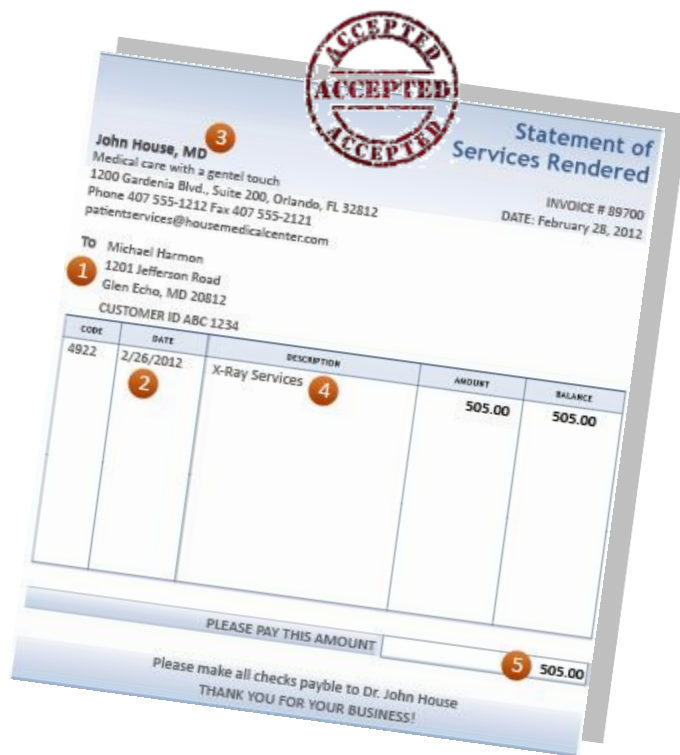 ACCEPTED
ACCEPTED
ACCEPTED
Statement of
Services Rendered
INVOICE # 89700
DATE: February 28, 2012
John House, MD 3
Medical care with a gentel touch
1200 Gardenia Blvd., Suite 200, Orlando, FL 32812
Phone 407 555-1212 Fax 407 555-2121
patientservices@housemedicalcenter.com
To Michael Harmon
1 1201 Jefferson Road
Glen Echo, MD 20812
CUSTOMER ID ABC 1234
CODE DATE DESCRIPTION AMOUNT BALANCE
4922 2/26/2012 X-Ray Services 505.00 505.00
2 4
PLEASE PAY THIS AMOUNT 5 505.00
Please make all checks payble to Dr. John House
THANK YOU FOR YOUR BUSINESS!